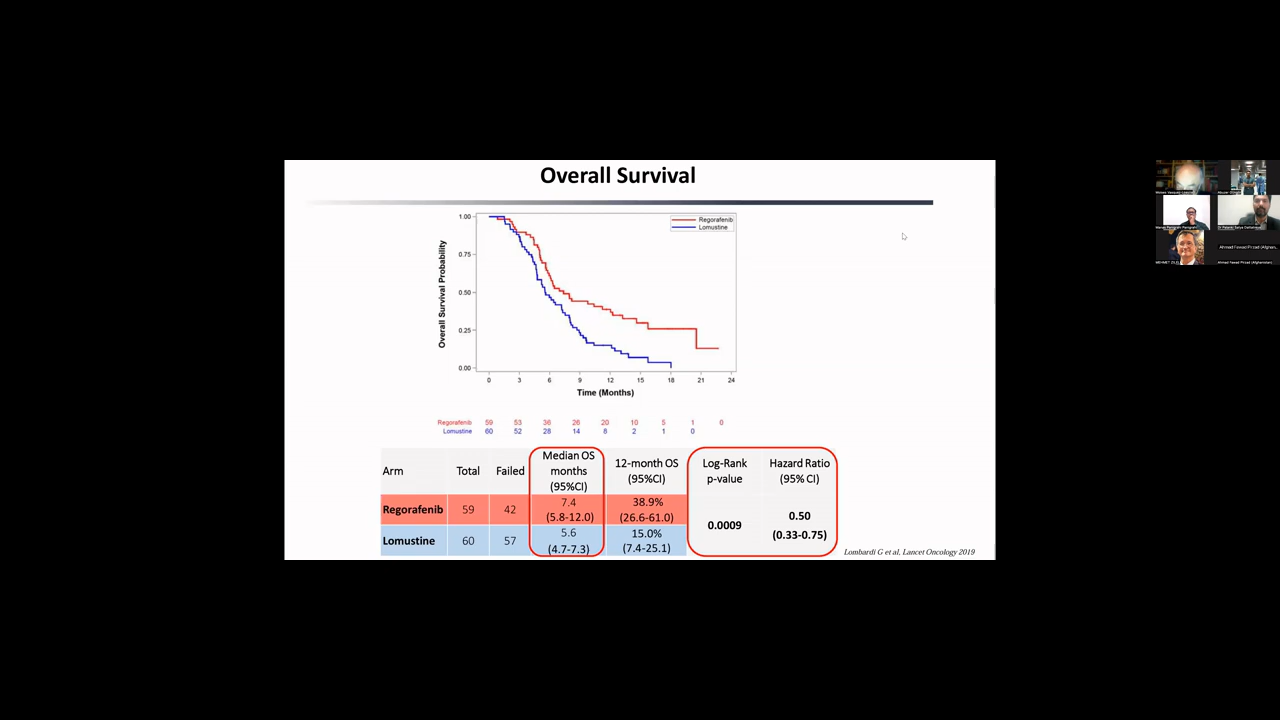 Overall Survival
1.00
0.75
0.50
0.25
0.00
Overall Survival Probability
Regorafenib
Lomustine
0 3 6 9 12 15 18 21 24
Time (Months)
Regorafenib 59 53 36 26 20 10 5 1 0
Lomustine 60 52 28 14 8 2 1 0
Arm Total Failed Median OS months (95%CI) 12-month OS (95%CI) Log-Rank p-value Hazard Ratio (95% CI)
Regorafenib 59 42 7.4 (5.8-12.0) 38.9% (26.6-61.0) 0.0009 0.50 (0.33-0.75)
Lomustine 60 57 5.6 (4.7-7.3) 15.0% (7.4-25.1)
Lombardi G et al, Lancet Oncology 2019